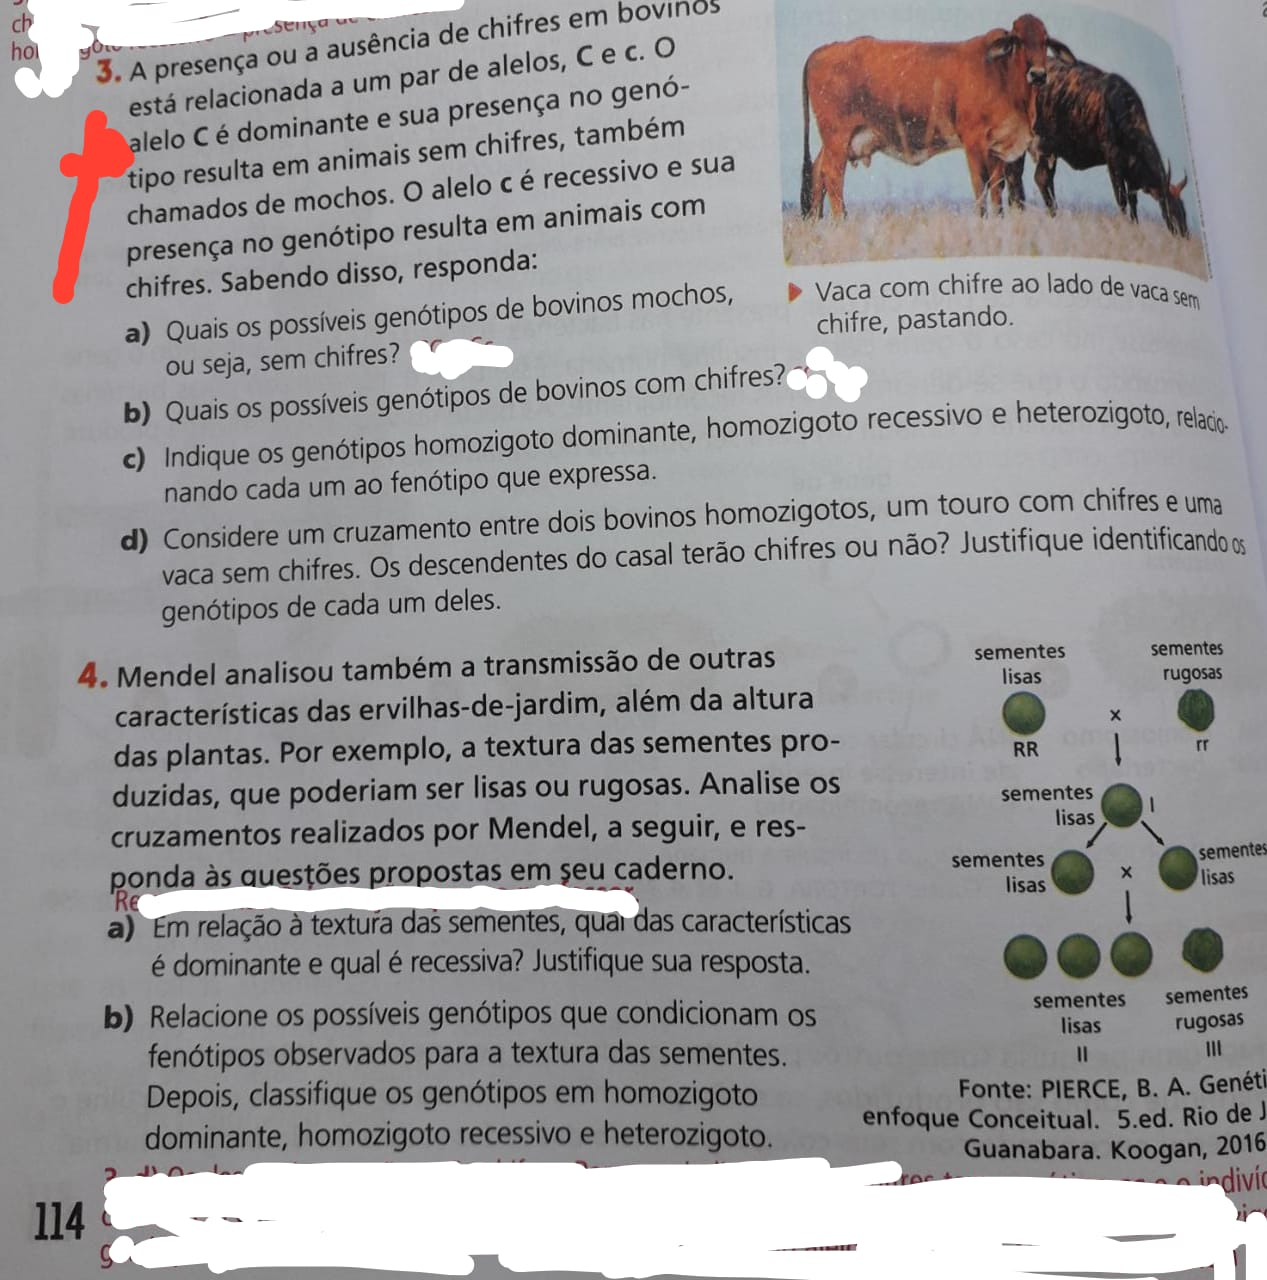 ch
hor
3. A presença ou a ausência de chifres em bovinos
está relacionada a um par de alelos, C e c. O
alelo C é dominante e sua presença no genó-
tipo resulta em animais sem chifres, também
chamados de mochos. O alelo c é recessivo e sua
presença no genótipo resulta em animais com
chifres. Sabendo disso, responda:
a) Quais os possíveis genótipos de bovinos mochos,
ou seja, sem chifres?
b) Quais os possíveis genótipos de bovinos com chifres?
c) Indique os genótipos homozigoto dominante, homozigoto recessivo e heterozigoto, relacio-
nando cada um ao fenótipo que expressa.
d) Considere um cruzamento entre dois bovinos homozigotos, um touro com chifres e uma
vaca sem chifres. Os descendentes do casal terão chifres ou não? Justifique identificando os
genótipos de cada um deles.
Vaca com chifre ao lado de vaca sem
chifre, pastando.
4. Mendel analisou também a transmissão de outras
características das ervilhas-de-jardim, além da altura
das plantas. Por exemplo, a textura das sementes pro-
duzidas, que poderiam ser lisas ou rugosas. Analise os
cruzamentos realizados por Mendel, a seguir, e res-
ponda às questões propostas em seu caderno.
Re
a) Em relação à textura das sementes, qual das características
é dominante e qual é recessiva? Justifique sua resposta.
b) Relacione os possíveis genótipos que condicionam os
fenótipos observados para a textura das sementes.
Depois, classifique os genótipos em homozigoto
dominante, homozigoto recessivo e heterozigoto.
sementes
lisas
RR
x
sementes
rugosas
rr
sementes
lisas
I
sementes
lisas
x
sementes
lisas
sementes
lisas
II
sementes
rugosas
III
Fonte: PIERCE, B. A. Genéti
enfoque Conceitual. 5.ed. Rio de J
Guanabara. Koogan, 2016
114